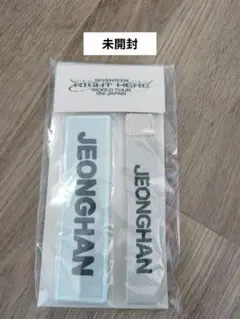 未開封
SEVENTEEN
RIGHT HERE
WORLD TOUR
IN JAPAN
JEONGHAN
JEONGHAN